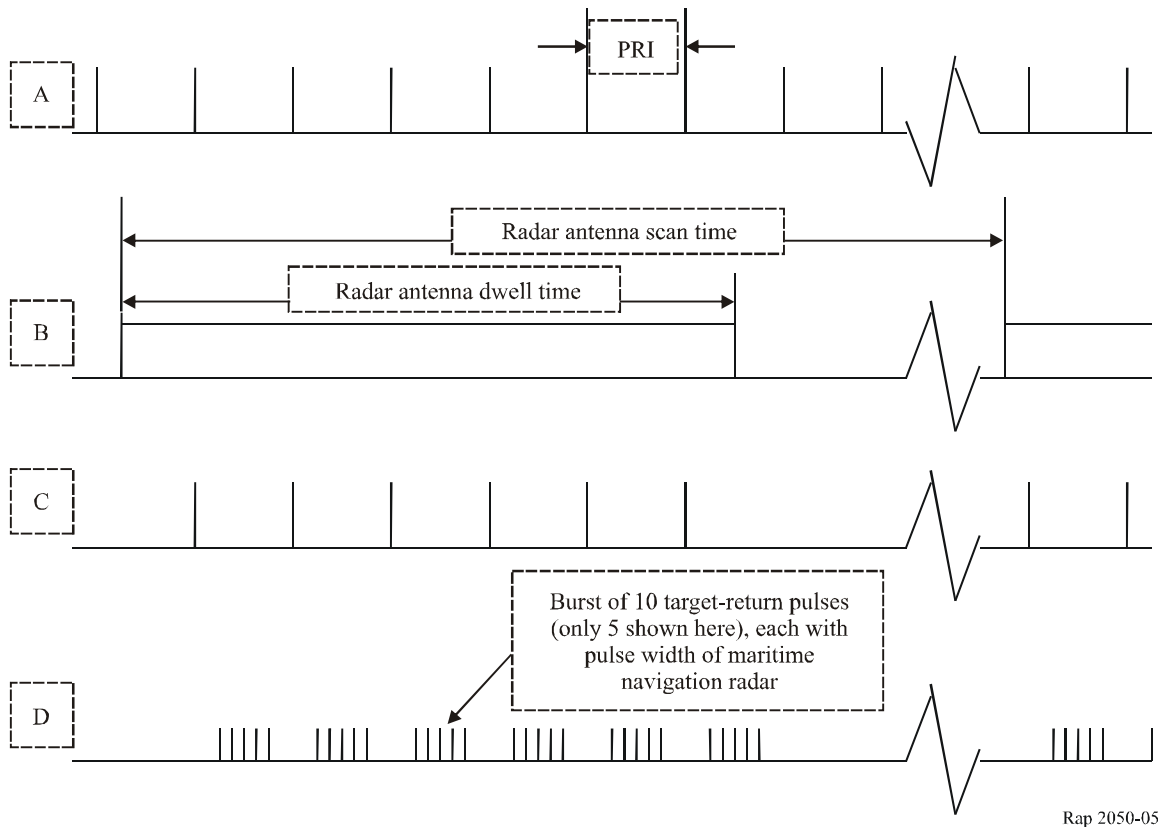 PRI
A
Radar antenna scan time
Radar antenna dwell time
B
C
Burst of 10 target-return pulses
(only 5 shown here), each with
pulse width of maritime
navigation radar
D
Rap 2050-05